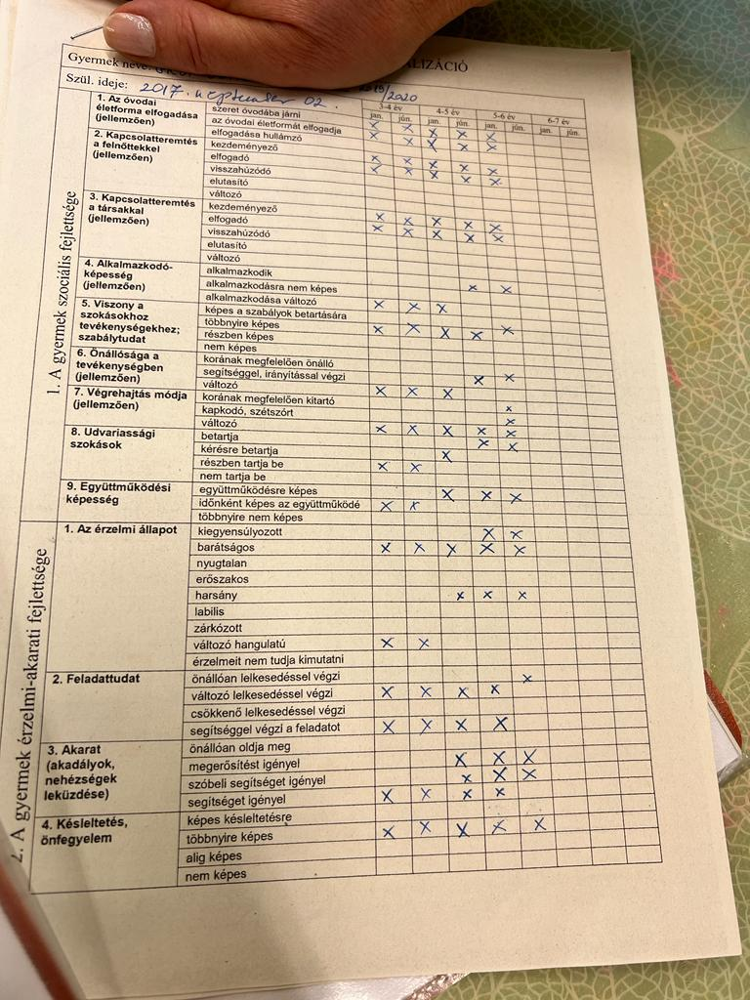 Gyermek neve: ALIZÁCIÓ
Szül. ideje: 2017. szeptember 02. /2020
3-4 év 4-5 év 5-6 év 6-7 év
jan. jún. jan. jún. jan. jún. jan. jún.
1. A gyermek szociális fejlettsége
1. Az óvodai életforma elfogadása (jellemzően)
szeret óvodába járni X X X X X
az óvodai életformát elfogadja X X X X X
elfogadása hullámzó
2. Kapcsolatteremtés a felnőttekkel (jellemzően)
kezdeményező X X X X X
elfogadó X X X X X
visszahúzódó
elutasító
változó
3. Kapcsolatteremtés a társakkal (jellemzően)
kezdeményező X X X X X
elfogadó X X X X X
visszahúzódó
elutasító
változó
4. Alkalmazkodó-képesség (jellemzően)
alkalmazkodik X X
alkalmazkodásra nem képes
alkalmazkodása változó X X X
5. Viszony a szokásokhoz tevékenységekhez; szabálytudat
képes a szabályok betartására
többnyire képes X
részben képes X X X X
nem képes
6. Önállósága a tevékenységben (jellemzően)
korának megfelelően önálló
segítséggel, irányítással végzi X X
változó X X X
7. Végrehajtás módja (jellemzően)
korának megfelelően kitartó X
kapkodó, szétszórt X
változó X X X X X
8. Udvariassági szokások
betartja X X
kérésre betartja X
részben tartja be X X
nem tartja be
9. Együttműködési képesség
együttműködésre képes X X X
időnként képes az együttműködé X X
többnyire nem képes
2. A gyermek érzelmi-akarati fejlettsége
1. Az érzelmi állapot
kiegyensúlyozott X X
barátságos X X X X X
nyugtalan
erőszakos
harsány X X X
labilis
zárkózott
változó hangulatú X X
érzelmeit nem tudja kimutatni
2. Feladattudat
önállóan lelkesedéssel végzi X
változó lelkesedéssel végzi X X X X
csökkenő lelkesedéssel végzi
segítséggel végzi a feladatot X X X X
3. Akarat (akadályok, nehézségek leküzdése)
önállóan oldja meg
megerősítést igényel X X X
szóbeli segítséget igényel X X X
segítséget igényel X X X X
4. Késleltetés, önfegyelem
képes késleltetésre
többnyire képes X X X X X
alig képes
nem képes